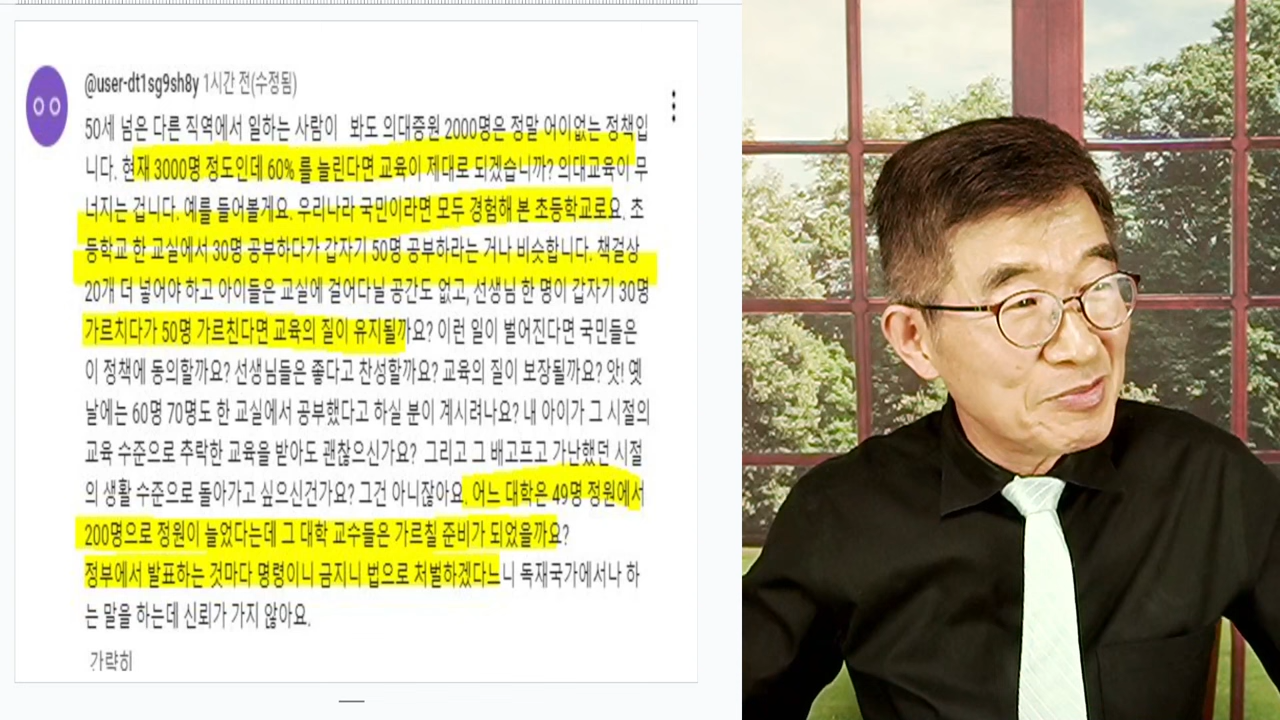 @user-dt1sg9sh8y 1시간 전(수정됨)
50세 넘은 다른 직역에서 일하는 사람이 봐도 의대증원 2000명은 정말 어이없는 정책입
니다. 현재 3000명 정도인데 60% 를 늘린다면 교육이 제대로 되겠습니까? 의대교육이 무
너지는 겁니다. 예를 들어볼게요. 우리나라 국민이라면 모두 경험해 본 초등학교로요. 초
등학교 한 교실에서 30명 공부하다가 갑자기 50명 공부하라는 거나 비슷합니다. 책걸상
20개 더 넣어야 하고 아이들은 교실에 걸어다닐 공간도 없고, 선생님 한 명이 갑자기 30명
가르치다가 50명 가르친다면 교육의 질이 유지될까요? 이런 일이 벌어진다면 국민들은
이 정책에 동의할까요? 선생님들은 좋다고 찬성할까요? 교육의 질이 보장될까요? 앗! 옛
날에는 60명 70명도 한 교실에서 공부했다고 하실 분이 계시려나요? 내 아이가 그 시절의
교육 수준으로 추락한 교육을 받아도 괜찮으신가요? 그리고 그 배고프고 가난했던 시절
의 생활 수준으로 돌아가고 싶으신건가요? 그건 아니잖아요. 어느 대학은 49명 정원에서
200명으로 정원이 늘었다는데 그 대학 교수들은 가르칠 준비가 되었을까요?
정부에서 발표하는 것마다 명령이니 금지니 법으로 처벌하겠다느니 독재국가에서나 하
는 말을 하는데 신뢰가 가지 않아요.
간략히